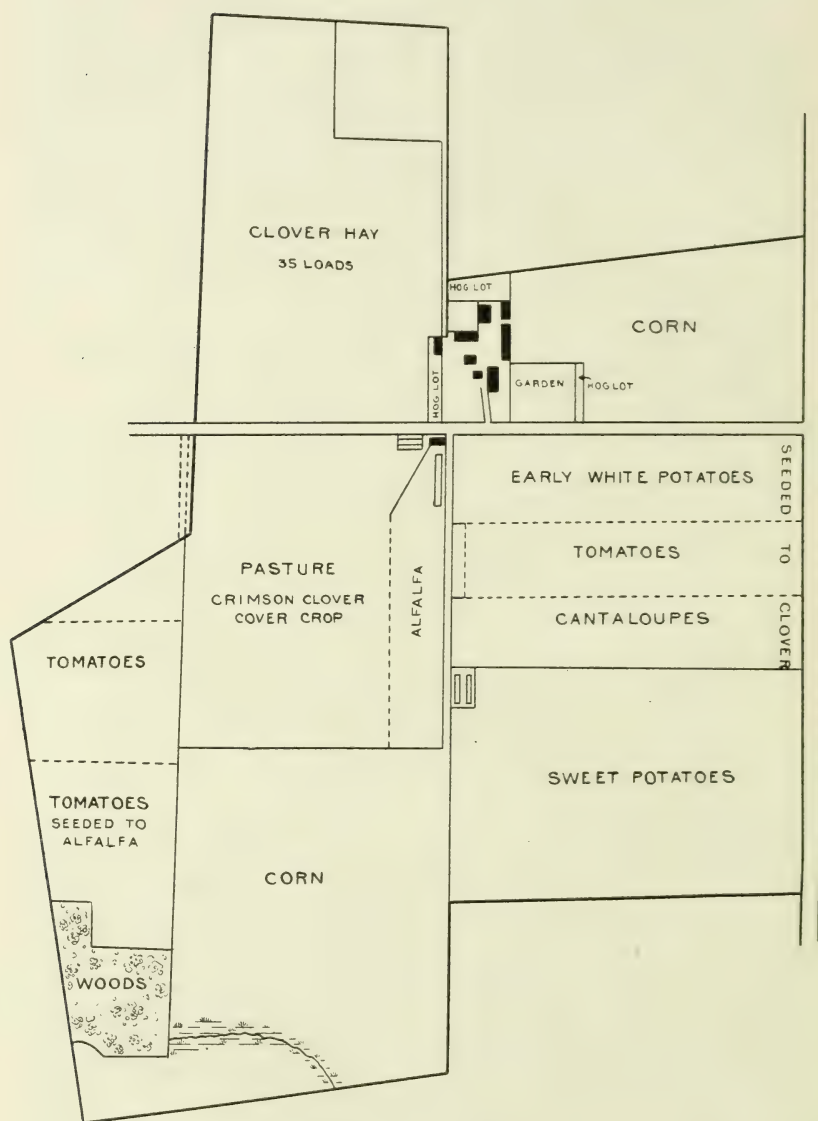 CLOVER HAY
35 LOADS
HOG LOT
CORN
HOG LOT
GARDEN
HOG LOT
EARLY WHITE POTATOES
TOMATOES
CANTALOUPES
SEEDED TO CLOVER
PASTURE
CRIMSON CLOVER
COVER CROP
ALFALFA
TOMATOES
SWEET POTATOES
TOMATOES
SEEDED TO
ALFALFA
CORN
WOODS